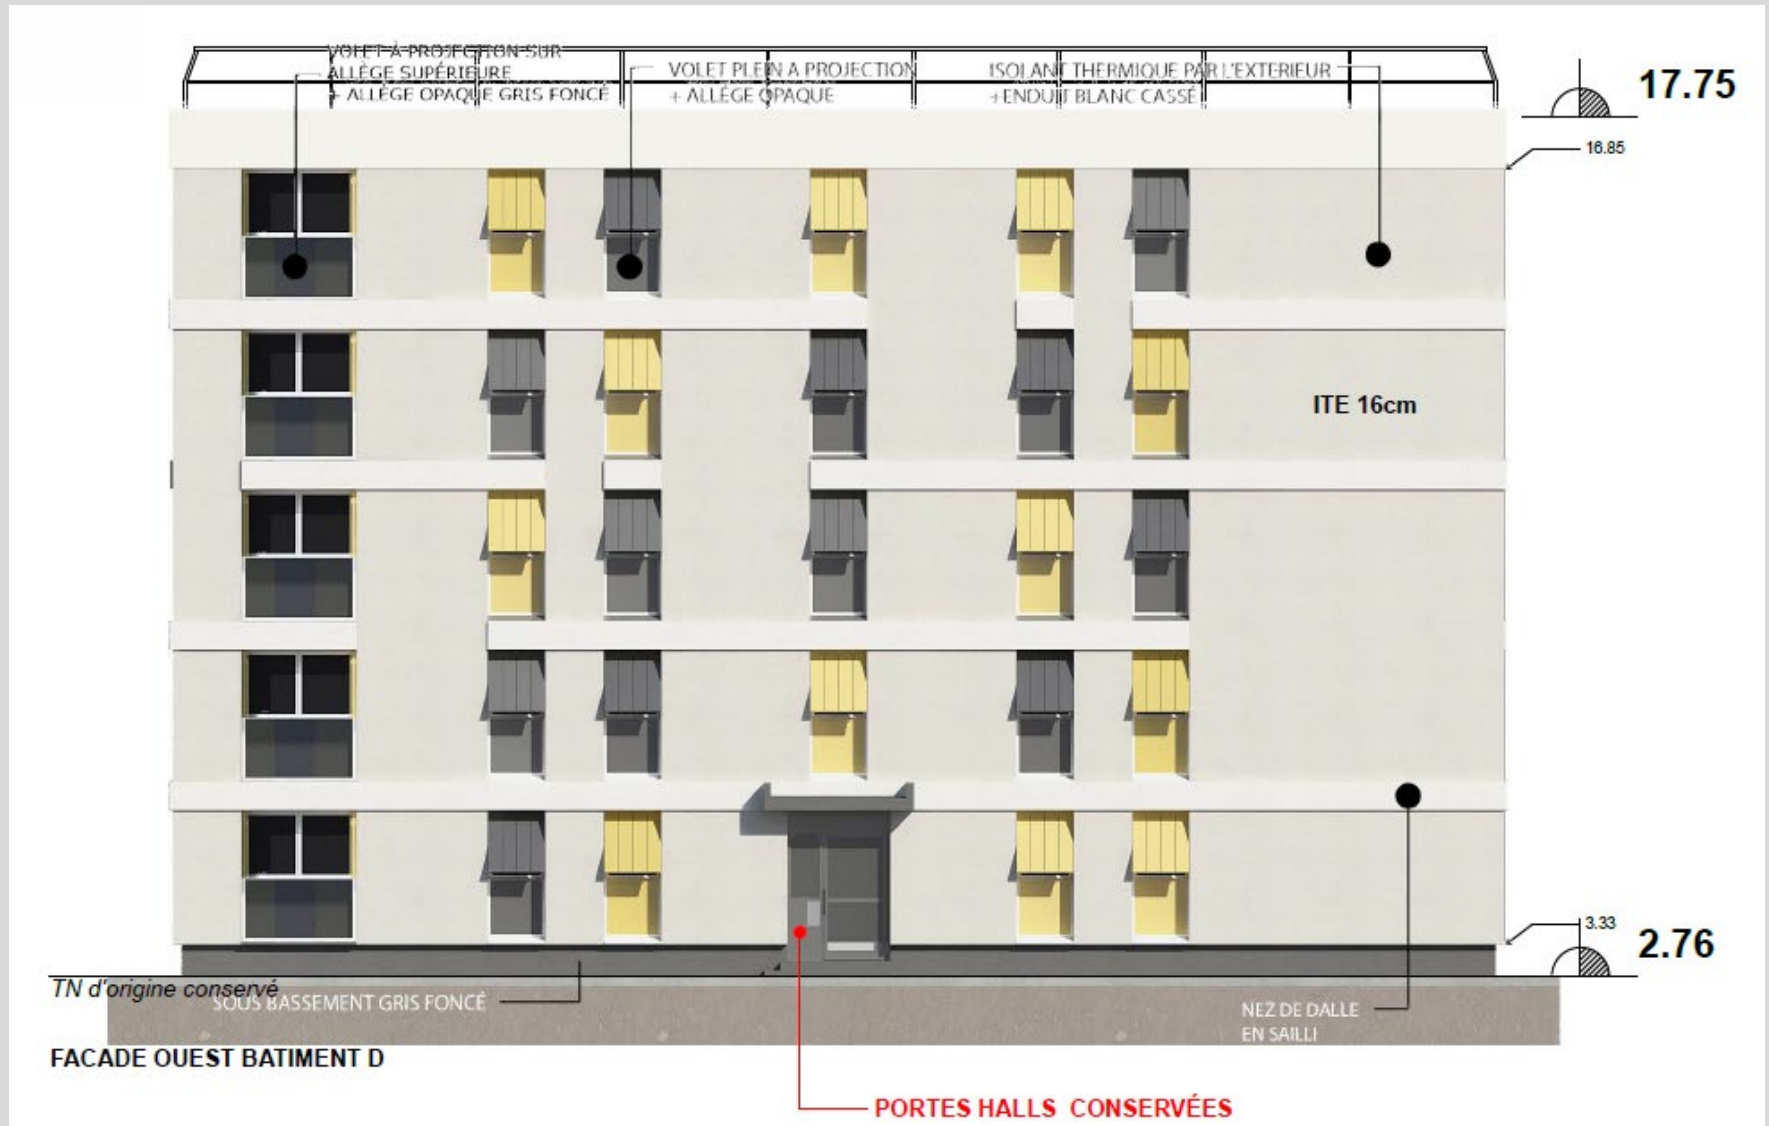 VOLET À PROJECTION SUR
ALLÈGE SUPÉRIEURE
+ ALLÈGE OPAQUE GRIS FONCÉ
VOLET PLEIN A PROJECTION
+ ALLÈGE OPAQUE
ISOLANT THERMIQUE PAR L'EXTERIEUR
+ENDUIT BLANC CASSÉ
17.75
16.85
ITE 16cm
3.33
2.76
TN d'origine conservé
SOUS BASSEMENT GRIS FONCÉ
NEZ DE DALLE
EN SAILLI
FACADE OUEST BATIMENT D
PORTES HALLS CONSERVÉES